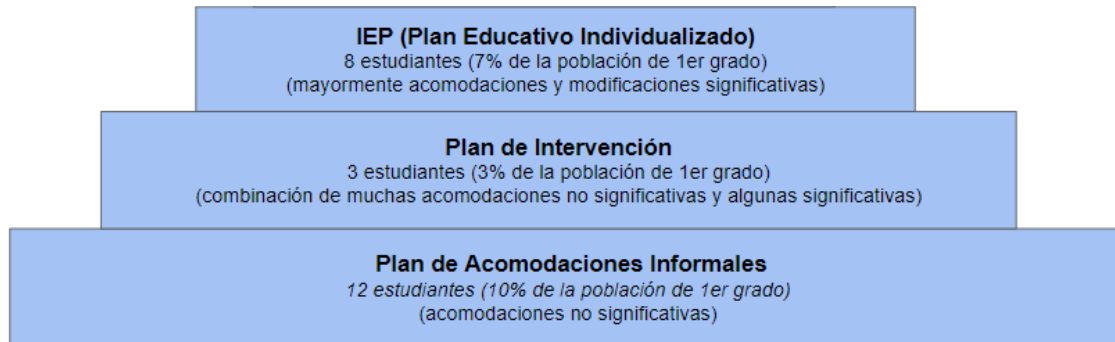 IEP (Plan Educativo Individualizado)
8 estudiantes (7% de la población de 1er grado)
(mayormente acomodaciones y modificaciones significativas)
Plan de Intervención
3 estudiantes (3% de la población de 1er grado)
(combinación de muchas acomodaciones no significativas y algunas significativas)
Plan de Acomodaciones Informales
12 estudiantes (10% de la población de 1er grado)
(acomodaciones no significativas)